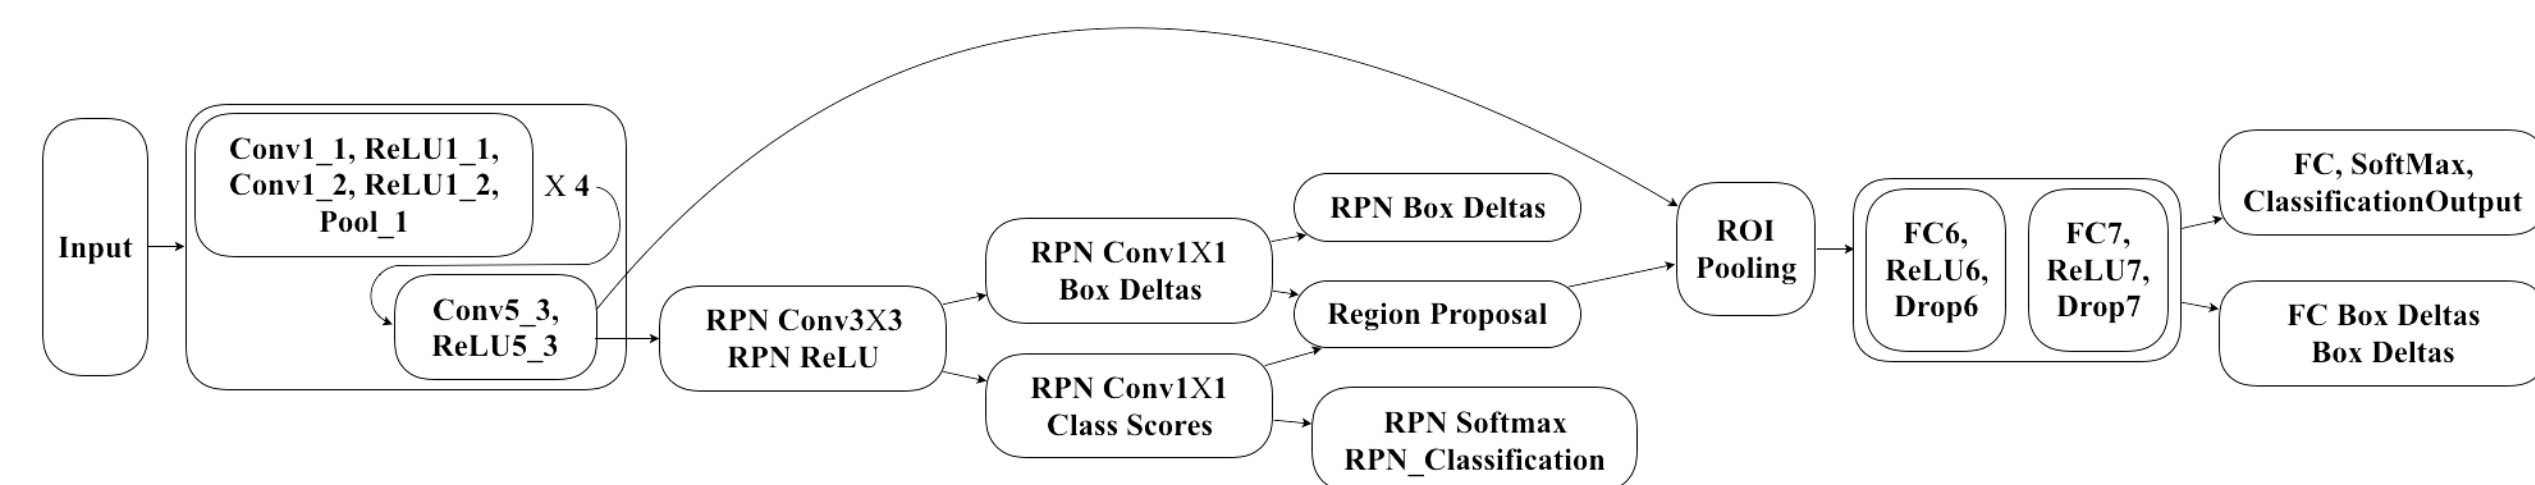 Input
Conv1_1, ReLU1_1,
Conv1_2, ReLU1_2,
Pool_1
X 4
Conv5_3,
ReLU5_3
RPN Conv3X3
RPN ReLU
RPN Conv1X1
Box Deltas
RPN Conv1X1
Class Scores
RPN Box Deltas
Region Proposal
RPN Softmax
RPN_Classification
ROI
Pooling
FC6,
ReLU6,
Drop6
FC7,
ReLU7,
Drop7
FC, SoftMax,
ClassificationOutput
FC Box Deltas
Box Deltas